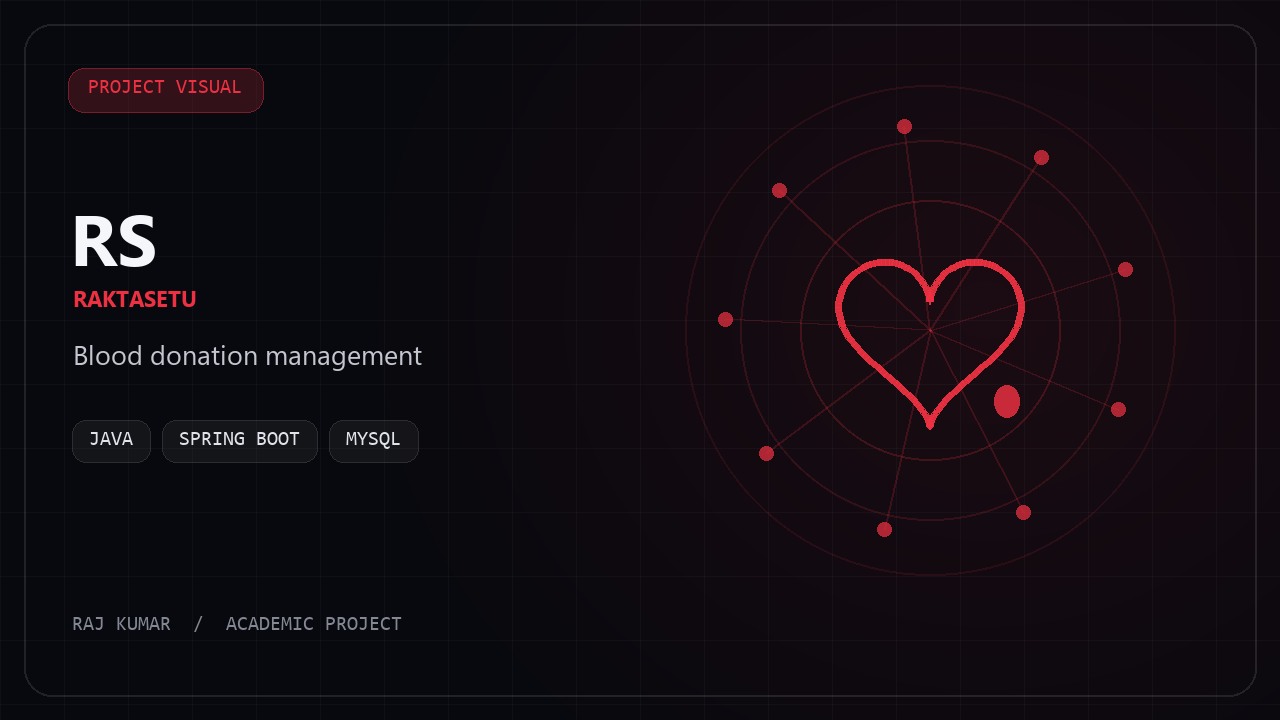 PROJECT VISUAL
RS
RAKTASETU
Blood donation management
JAVA SPRING BOOT MYSQL
RAJ KUMAR / ACADEMIC PROJECT